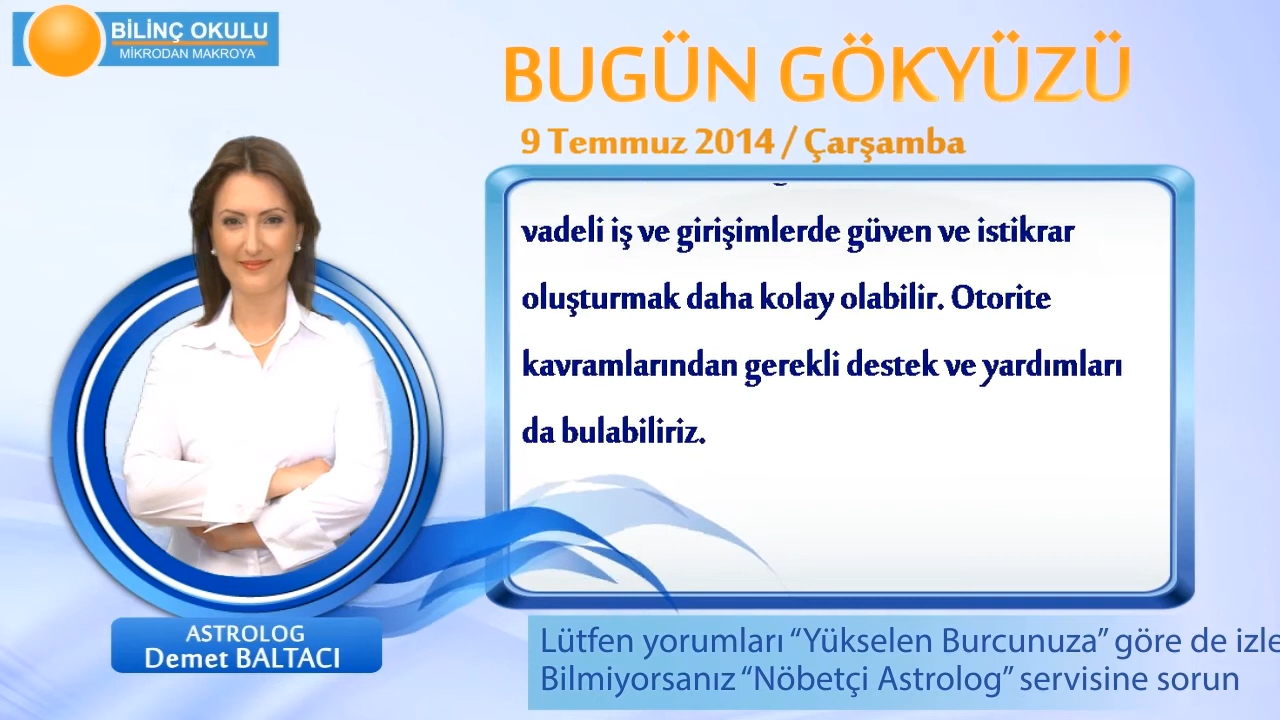 BİLİNÇ OKULU
MİKRODAN MAKROYA
BUGÜN GÖKYÜZÜ
9 Temmuz 2014 / Çarşamba
vadeli iş ve girişimlerde güven ve istikrar
oluşturmak daha kolay olabilir. Otorite
kavramlarından gerekli destek ve yardımları
da bulabiliriz.
ASTROLOG
Demet BALTACI
Lütfen yorumları “Yükselen Burcunuza” göre de
Bilmiyorsanız “Nöbetçi Astrolog” servisine sorun